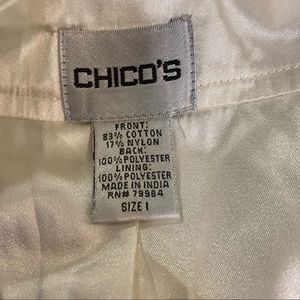 CHICO'S
FRONT:
83% COTTON
17% NYLON
BACK:
100% POLYESTER
LINING:
100% POLYESTER
MADE IN INDIA
RN# 79984
SIZE 1